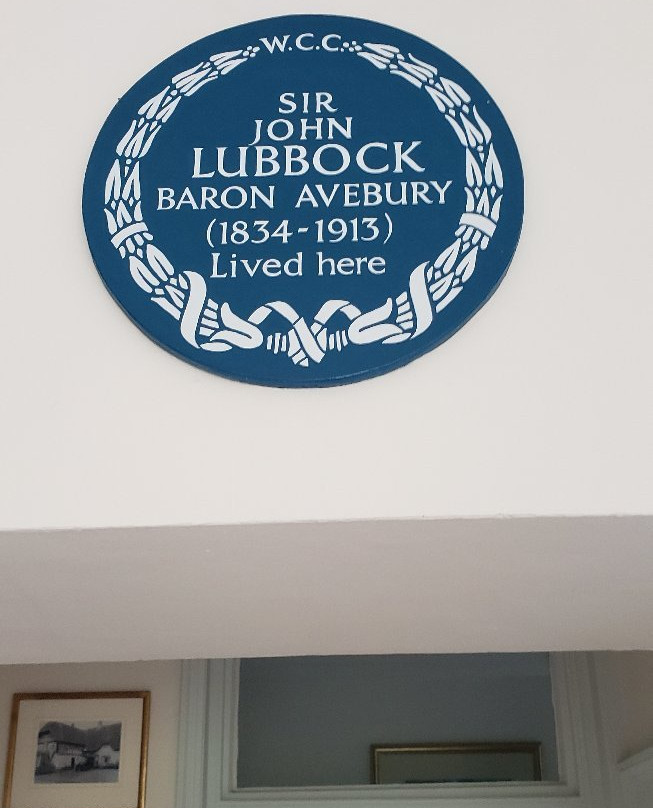 W.C.C.
SIR
JOHN
LUBBOCK
BARON AVEBURY
(1834-1913)
Lived here